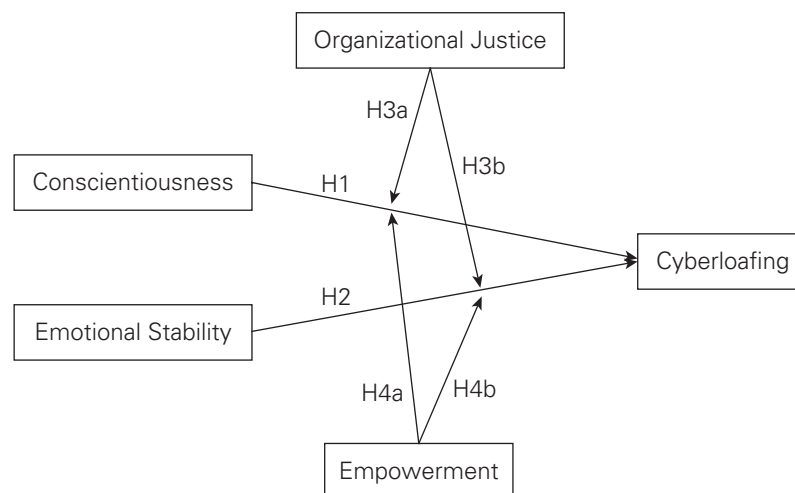 Organizational Justice
H3a
H3b
Conscientiousness
H1
Cyberloafing
H2
Emotional Stability
H4a
H4b
Empowerment